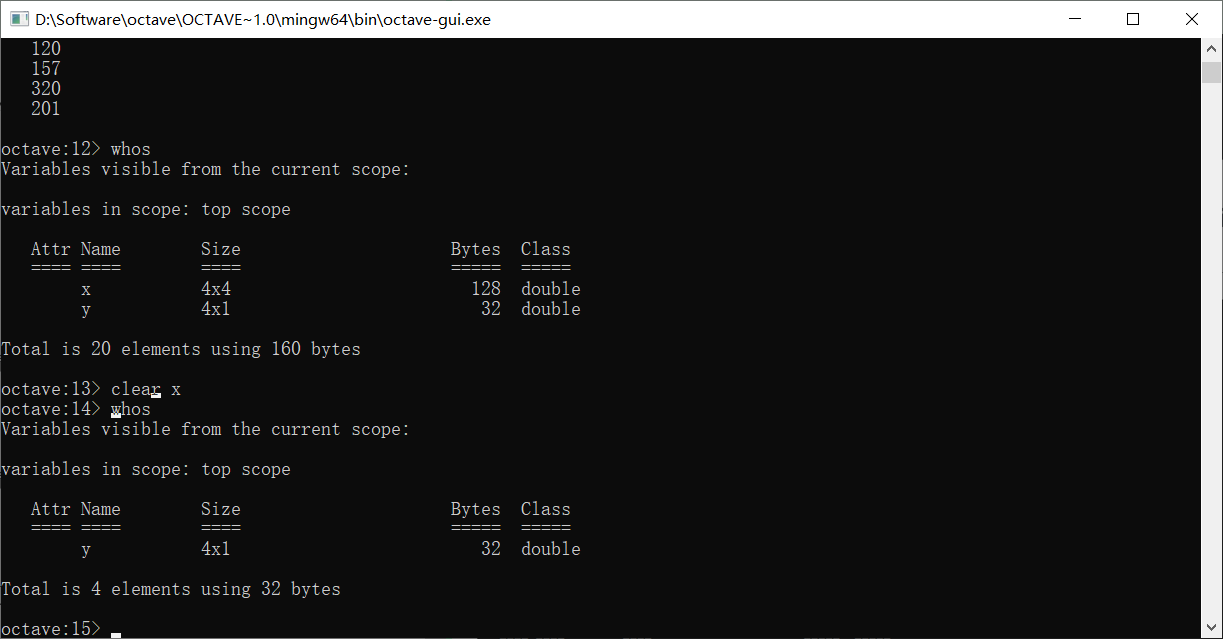 D:\Software\octave\OCTAVE~1.0\mingw64\bin\octave-gui.exe
120
157
320
201
octave:12> whos
Variables visible from the current scope:
variables in scope: top scope
Attr Name Size Bytes Class
==== ==== ==== ===== =====
x 4x4 128 double
y 4x1 32 double
Total is 20 elements using 160 bytes
octave:13> clear x
octave:14> whos
Variables visible from the current scope:
variables in scope: top scope
Attr Name Size Bytes Class
==== ==== ==== ===== =====
y 4x1 32 double
Total is 4 elements using 32 bytes
octave:15>